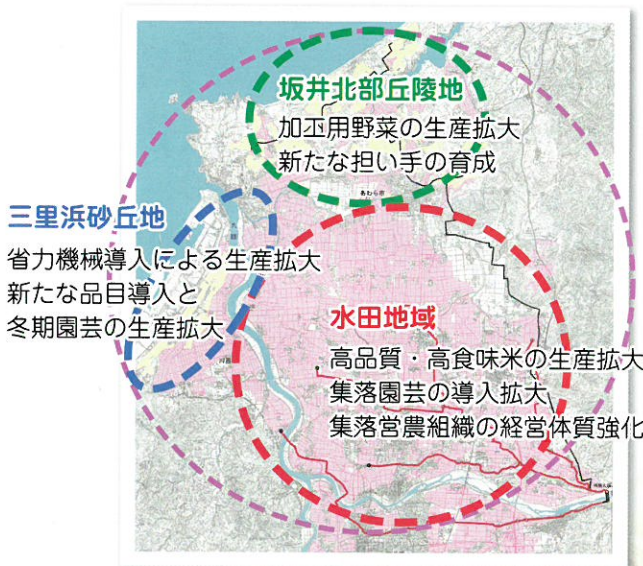 坂井北部丘陵地
加工用野菜の生産拡大
新たな担い手の育成
あわら市
三里浜砂丘地
省力機械導入による生産拡大
新たな品目導入と
冬期園芸の生産拡大
水田地域
高品質・高食味米の生産拡大
集落園芸の導入拡大
集落営農組織の経営体質強化